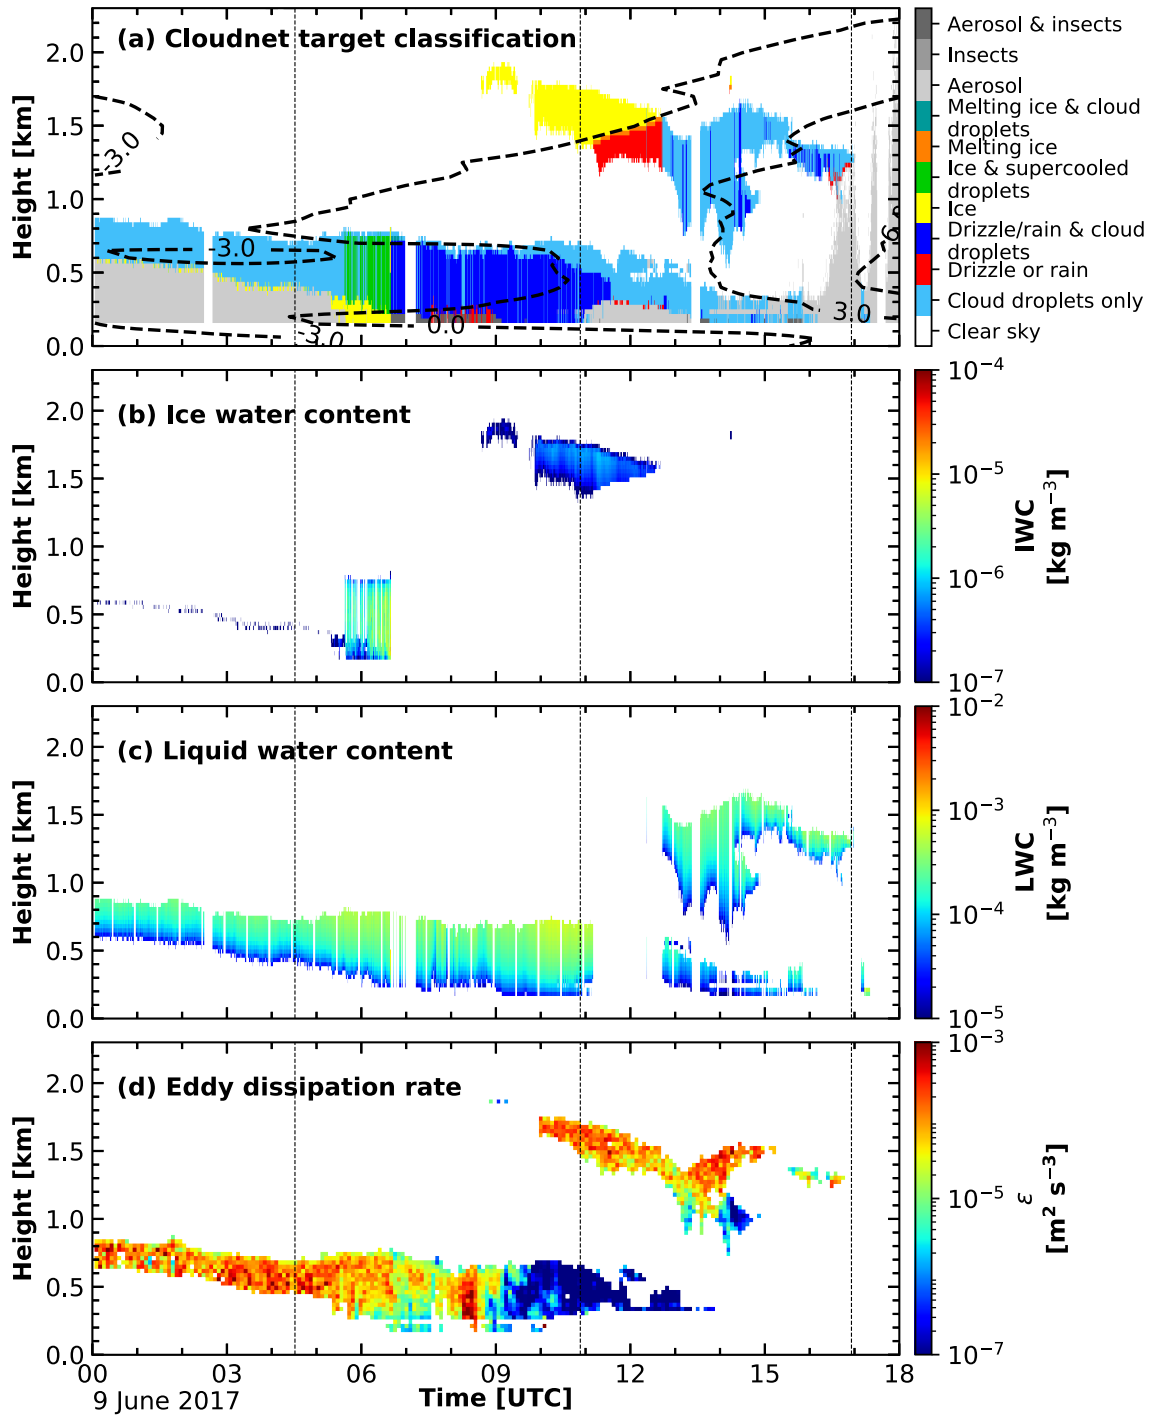 (a) Cloudnet target classification
Height [km]
2.0
1.5
1.0
0.5
0.0
-3.0
-3.0
-3.0
0.0
3.0
Aerosol & insects
Insects
Aerosol
Melting ice & cloud
droplets
Melting ice
Ice & supercooled
droplets
Ice
Drizzle/rain & cloud
droplets
Drizzle or rain
Cloud droplets only
Clear sky
(b) Ice water content
Height [km]
2.0
1.5
1.0
0.5
0.0
10⁻⁴
10⁻⁵
10⁻⁶
10⁻⁷
IWC
[kg m⁻³]
(c) Liquid water content
Height [km]
2.0
1.5
1.0
0.5
0.0
10⁻²
10⁻³
10⁻⁴
10⁻⁵
LWC
[kg m⁻³]
(d) Eddy dissipation rate
Height [km]
2.0
1.5
1.0
0.5
0.0
10⁻³
10⁻⁵
10⁻⁷
ε
[m² s⁻³]
00 03 06 09 12 15 18
9 June 2017
Time [UTC]